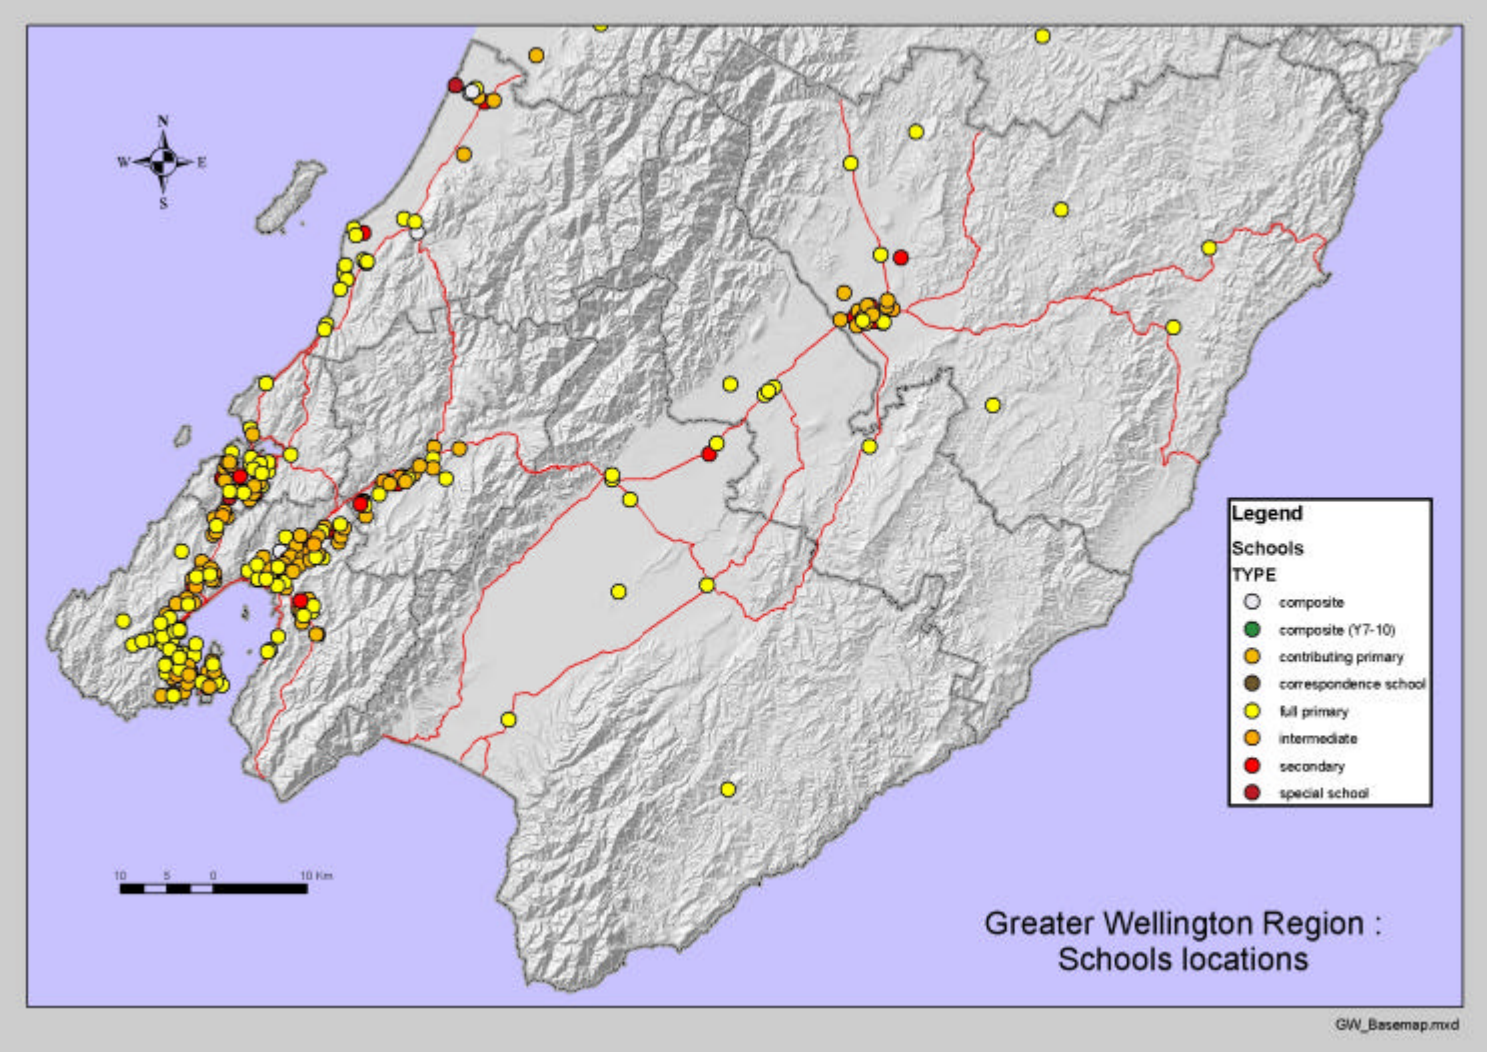 N
W E
S
Legend
Schools
TYPE
composite
composite (Y7-10)
contributing primary
correspondence school
full primary
intermediate
secondary
special school
10 5 0 10 Km
Greater Wellington Region :
Schools locations
GW_Basemap.mxd